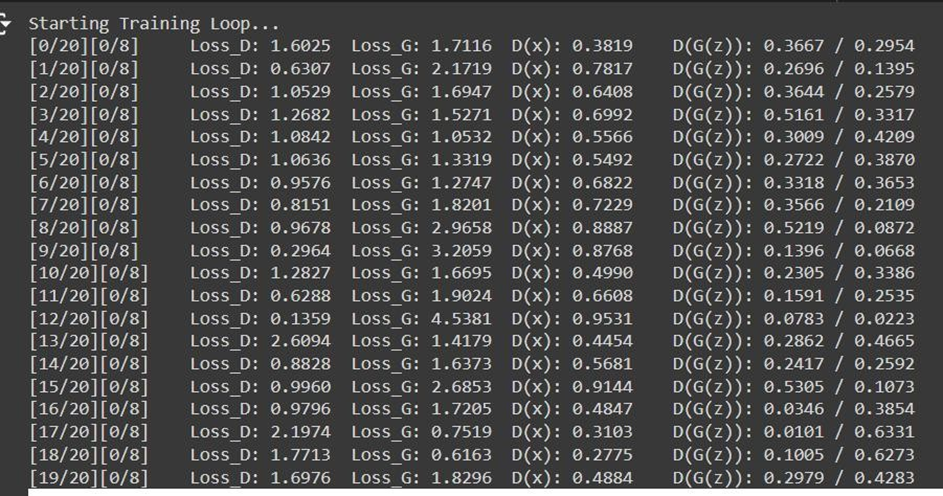 Starting Training Loop...
[0/20][0/8] Loss_D: 1.6025 Loss_G: 1.7116 D(x): 0.3819 D(G(z)): 0.3667 / 0.2954
[1/20][0/8] Loss_D: 0.6307 Loss_G: 2.1719 D(x): 0.7817 D(G(z)): 0.2696 / 0.1395
[2/20][0/8] Loss_D: 1.0529 Loss_G: 1.6947 D(x): 0.6408 D(G(z)): 0.3644 / 0.2579
[3/20][0/8] Loss_D: 1.2682 Loss_G: 1.5271 D(x): 0.6992 D(G(z)): 0.5161 / 0.3317
[4/20][0/8] Loss_D: 1.0842 Loss_G: 1.0532 D(x): 0.5566 D(G(z)): 0.3009 / 0.4209
[5/20][0/8] Loss_D: 1.0636 Loss_G: 1.3319 D(x): 0.5492 D(G(z)): 0.2722 / 0.3870
[6/20][0/8] Loss_D: 0.9576 Loss_G: 1.2747 D(x): 0.6822 D(G(z)): 0.3318 / 0.3653
[7/20][0/8] Loss_D: 0.8151 Loss_G: 1.8201 D(x): 0.7229 D(G(z)): 0.3566 / 0.2109
[8/20][0/8] Loss_D: 0.9678 Loss_G: 2.9658 D(x): 0.8887 D(G(z)): 0.5219 / 0.0872
[9/20][0/8] Loss_D: 0.2964 Loss_G: 3.2059 D(x): 0.8768 D(G(z)): 0.1396 / 0.0668
[10/20][0/8] Loss_D: 1.2827 Loss_G: 1.6695 D(x): 0.4990 D(G(z)): 0.2305 / 0.3386
[11/20][0/8] Loss_D: 0.6288 Loss_G: 1.9024 D(x): 0.6608 D(G(z)): 0.1591 / 0.2535
[12/20][0/8] Loss_D: 0.1359 Loss_G: 4.5381 D(x): 0.9531 D(G(z)): 0.0783 / 0.0223
[13/20][0/8] Loss_D: 2.6094 Loss_G: 1.4179 D(x): 0.4454 D(G(z)): 0.2862 / 0.4665
[14/20][0/8] Loss_D: 0.8828 Loss_G: 1.6373 D(x): 0.5681 D(G(z)): 0.2417 / 0.2592
[15/20][0/8] Loss_D: 0.9960 Loss_G: 2.6853 D(x): 0.9144 D(G(z)): 0.5305 / 0.1073
[16/20][0/8] Loss_D: 0.9796 Loss_G: 1.7205 D(x): 0.4847 D(G(z)): 0.0346 / 0.3854
[17/20][0/8] Loss_D: 2.1974 Loss_G: 0.7519 D(x): 0.3103 D(G(z)): 0.0101 / 0.6331
[18/20][0/8] Loss_D: 1.7713 Loss_G: 0.6163 D(x): 0.2775 D(G(z)): 0.1005 / 0.6273
[19/20][0/8] Loss_D: 1.6976 Loss_G: 1.8296 D(x): 0.4884 D(G(z)): 0.2979 / 0.4283